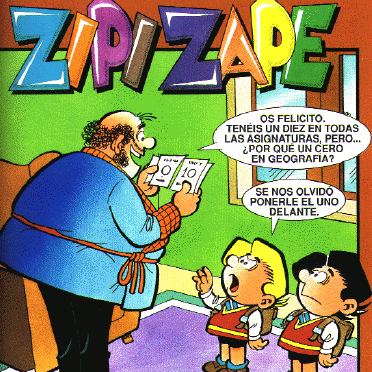 ZIPI ZAPE
OS FELICITO.
TENÉIS UN DIEZ EN TODAS
LAS ASIGNATURAS, PERO...
¿POR QUÉ UN CERO
EN GEOGRAFÍA?
0
10
SE NOS OLVIDÓ
PONERLE EL UNO
DELANTE.